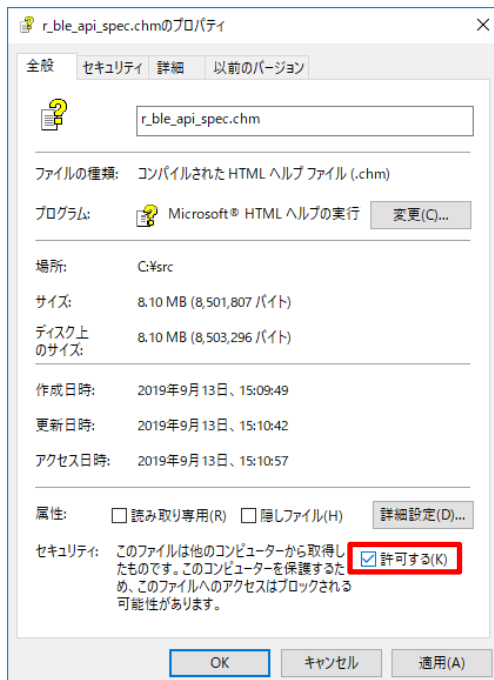 r_ble_api_spec.chmのプロパティ
全般 セキュリティ 詳細 以前のバージョン
r_ble_api_spec.chm
ファイルの種類: コンパイルされた HTML ヘルプ ファイル (.chm)
プログラム: Microsoft® HTML ヘルプの実行 変更(C)...
場所: C:¥src
サイズ: 8.10 MB (8,501,807 バイト)
ディスク上
のサイズ: 8.10 MB (8,503,296 バイト)
作成日時: 2019年9月13日、15:09:49
更新日時: 2019年9月13日、15:10:42
アクセス日時: 2019年9月13日、15:10:57
属性: 読み取り専用(R) 隠しファイル(H) 詳細設定(D)...
セキュリティ: このファイルは他のコンピューターから取得し
たものです。このコンピューターを保護するた 許可する(K)
め、このファイルへのアクセスはブロックされる
可能性があります。
OK キャンセル 適用(A)